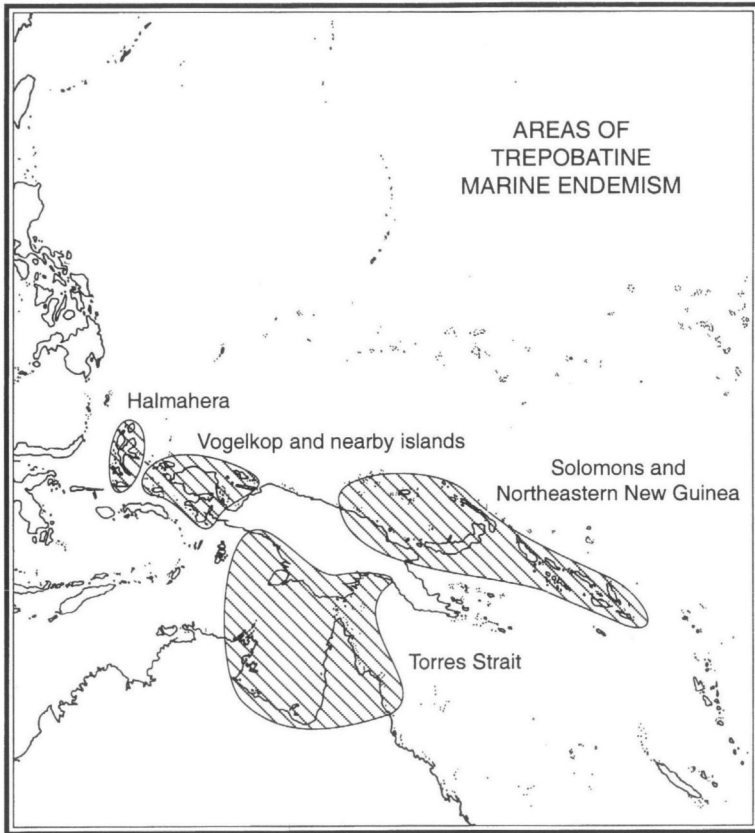 AREAS OF
TREPOBATINE
MARINE ENDEMISM
Halmahera
Vogelkop and nearby islands
Solomons and
Northeastern New Guinea
Torres Strait